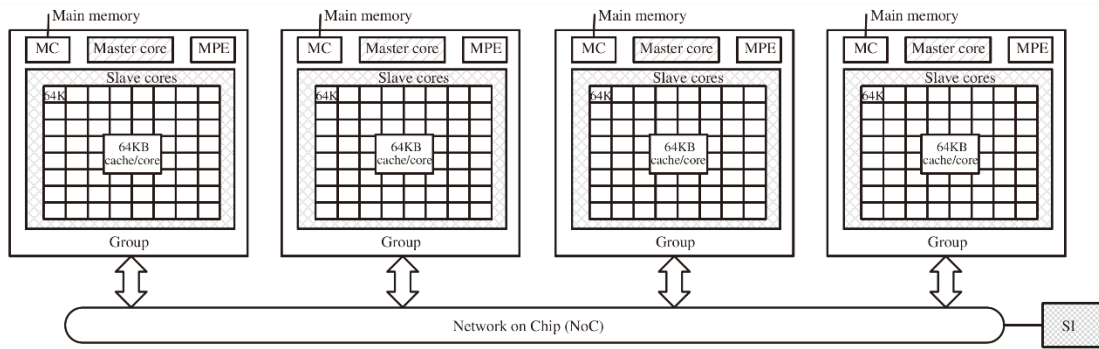 Main memory
MC
Master core
MPE
Slave cores
64K
64KB
cache/core
Group
Main memory
MC
Master core
MPE
Slave cores
64K
64KB
cache/core
Group
Main memory
MC
Master core
MPE
Slave cores
64K
64KB
cache/core
Group
Main memory
MC
Master core
MPE
Slave cores
64K
64KB
cache/core
Group
Network on Chip (NoC)
SI